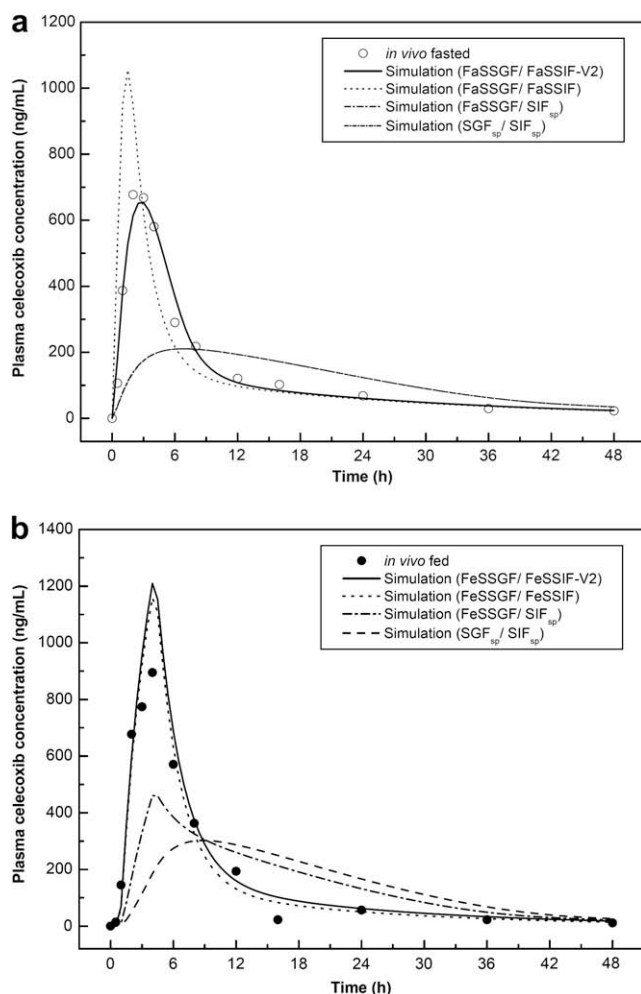 a
1200
1000
800
600
400
200
0
Plasma celecoxib concentration (ng/mL)
in vivo fasted
Simulation (FaSSGF/ FaSSIF-V2)
Simulation (FaSSGF/ FaSSIF)
Simulation (FaSSGF/ SIFsp)
Simulation (SGFsp/ SIFsp)
0 6 12 18 24 30 36 42 48
Time (h)
b
1400
1200
1000
800
600
400
200
0
Plasma celecoxib concentration (ng/mL)
in vivo fed
Simulation (FeSSGF/ FeSSIF-V2)
Simulation (FeSSGF/ FeSSIF)
Simulation (FeSSGF/ SIFsp)
Simulation (SGFsp/ SIFsp)
0 6 12 18 24 30 36 42 48
Time (h)